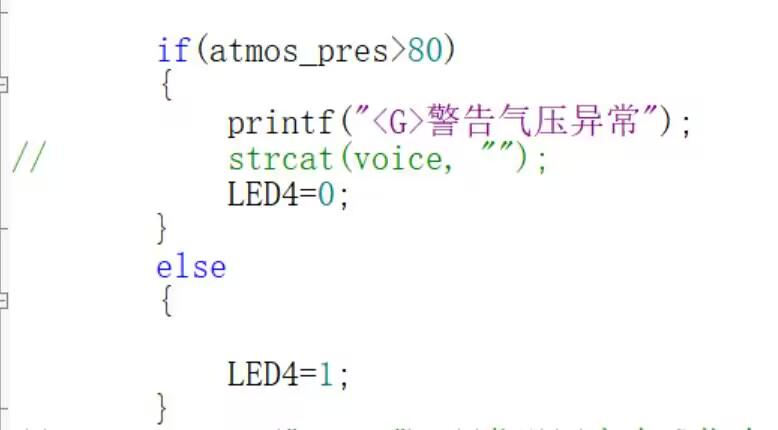 if(atmos_pres>80)
{
printf("<G>警告气压异常");
// strcat(voice, "");
LED4=0;
}
else
{
LED4=1;
}